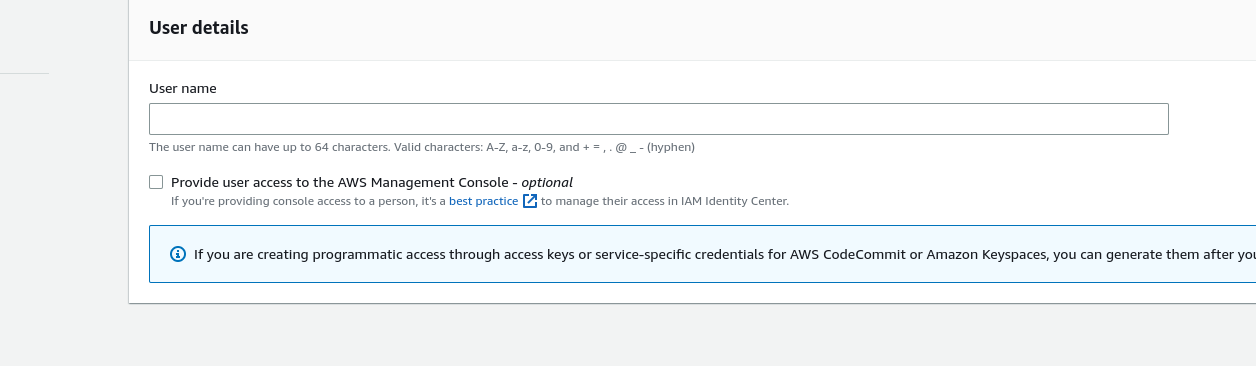 User details
User name
The user name can have up to 64 characters. Valid characters: A-Z, a-z, 0-9, and + = , . @ _ - (hyphen)
Provide user access to the AWS Management Console - optional
If you're providing console access to a person, it's a best practice to manage their access in IAM Identity Center.
If you are creating programmatic access through access keys or service-specific credentials for AWS CodeCommit or Amazon Keyspaces, you can generate them after